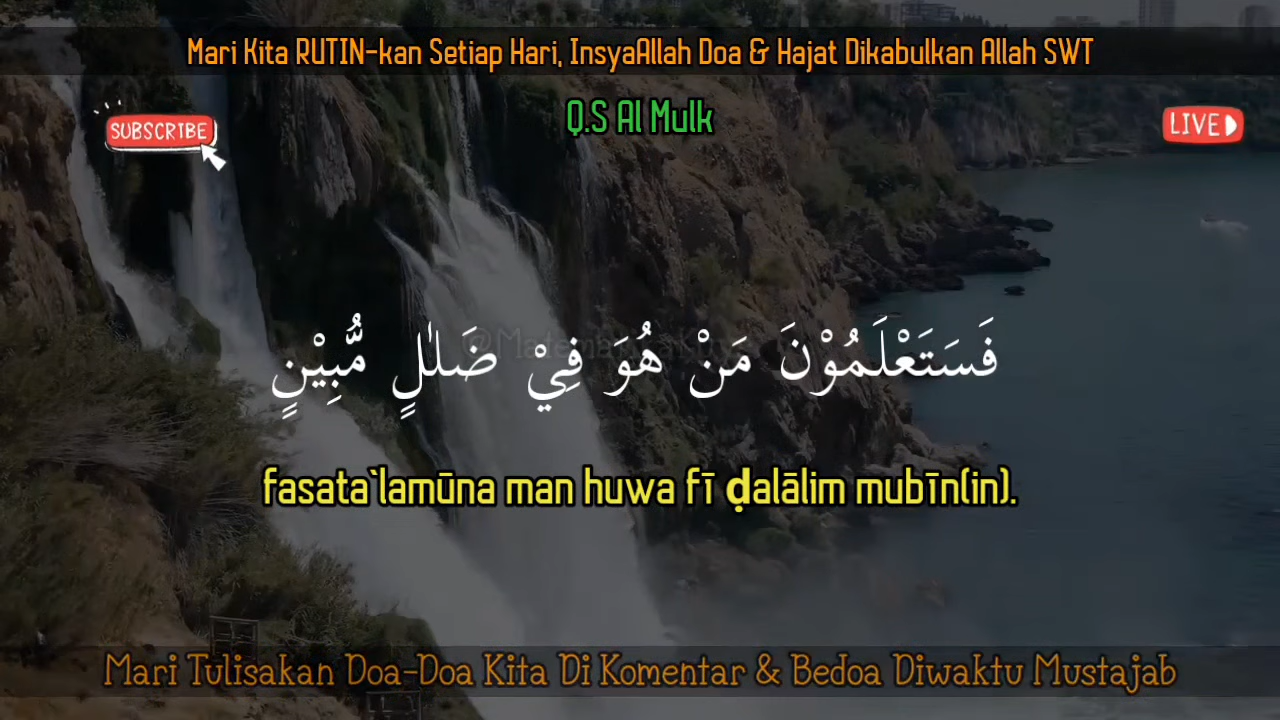 Mari Kita RUTIN-kan Setiap Hari, InsyaAllah Doa & Hajat Dikabulkan Allah SWT
Q.S Al Mulk
SUBSCRIBE
LIVE
فَسَتَعْلَمُوْنَ مَنْ هُوَ فِيْ ضَلٰلٍ مُّبِيْنٍ
fasata`lamūna man huwa fī ḍalālim mubīn(in).
Mari Tulisakan Doa-Doa Kita Di Komentar & Bedoa Diwaktu Mustajab